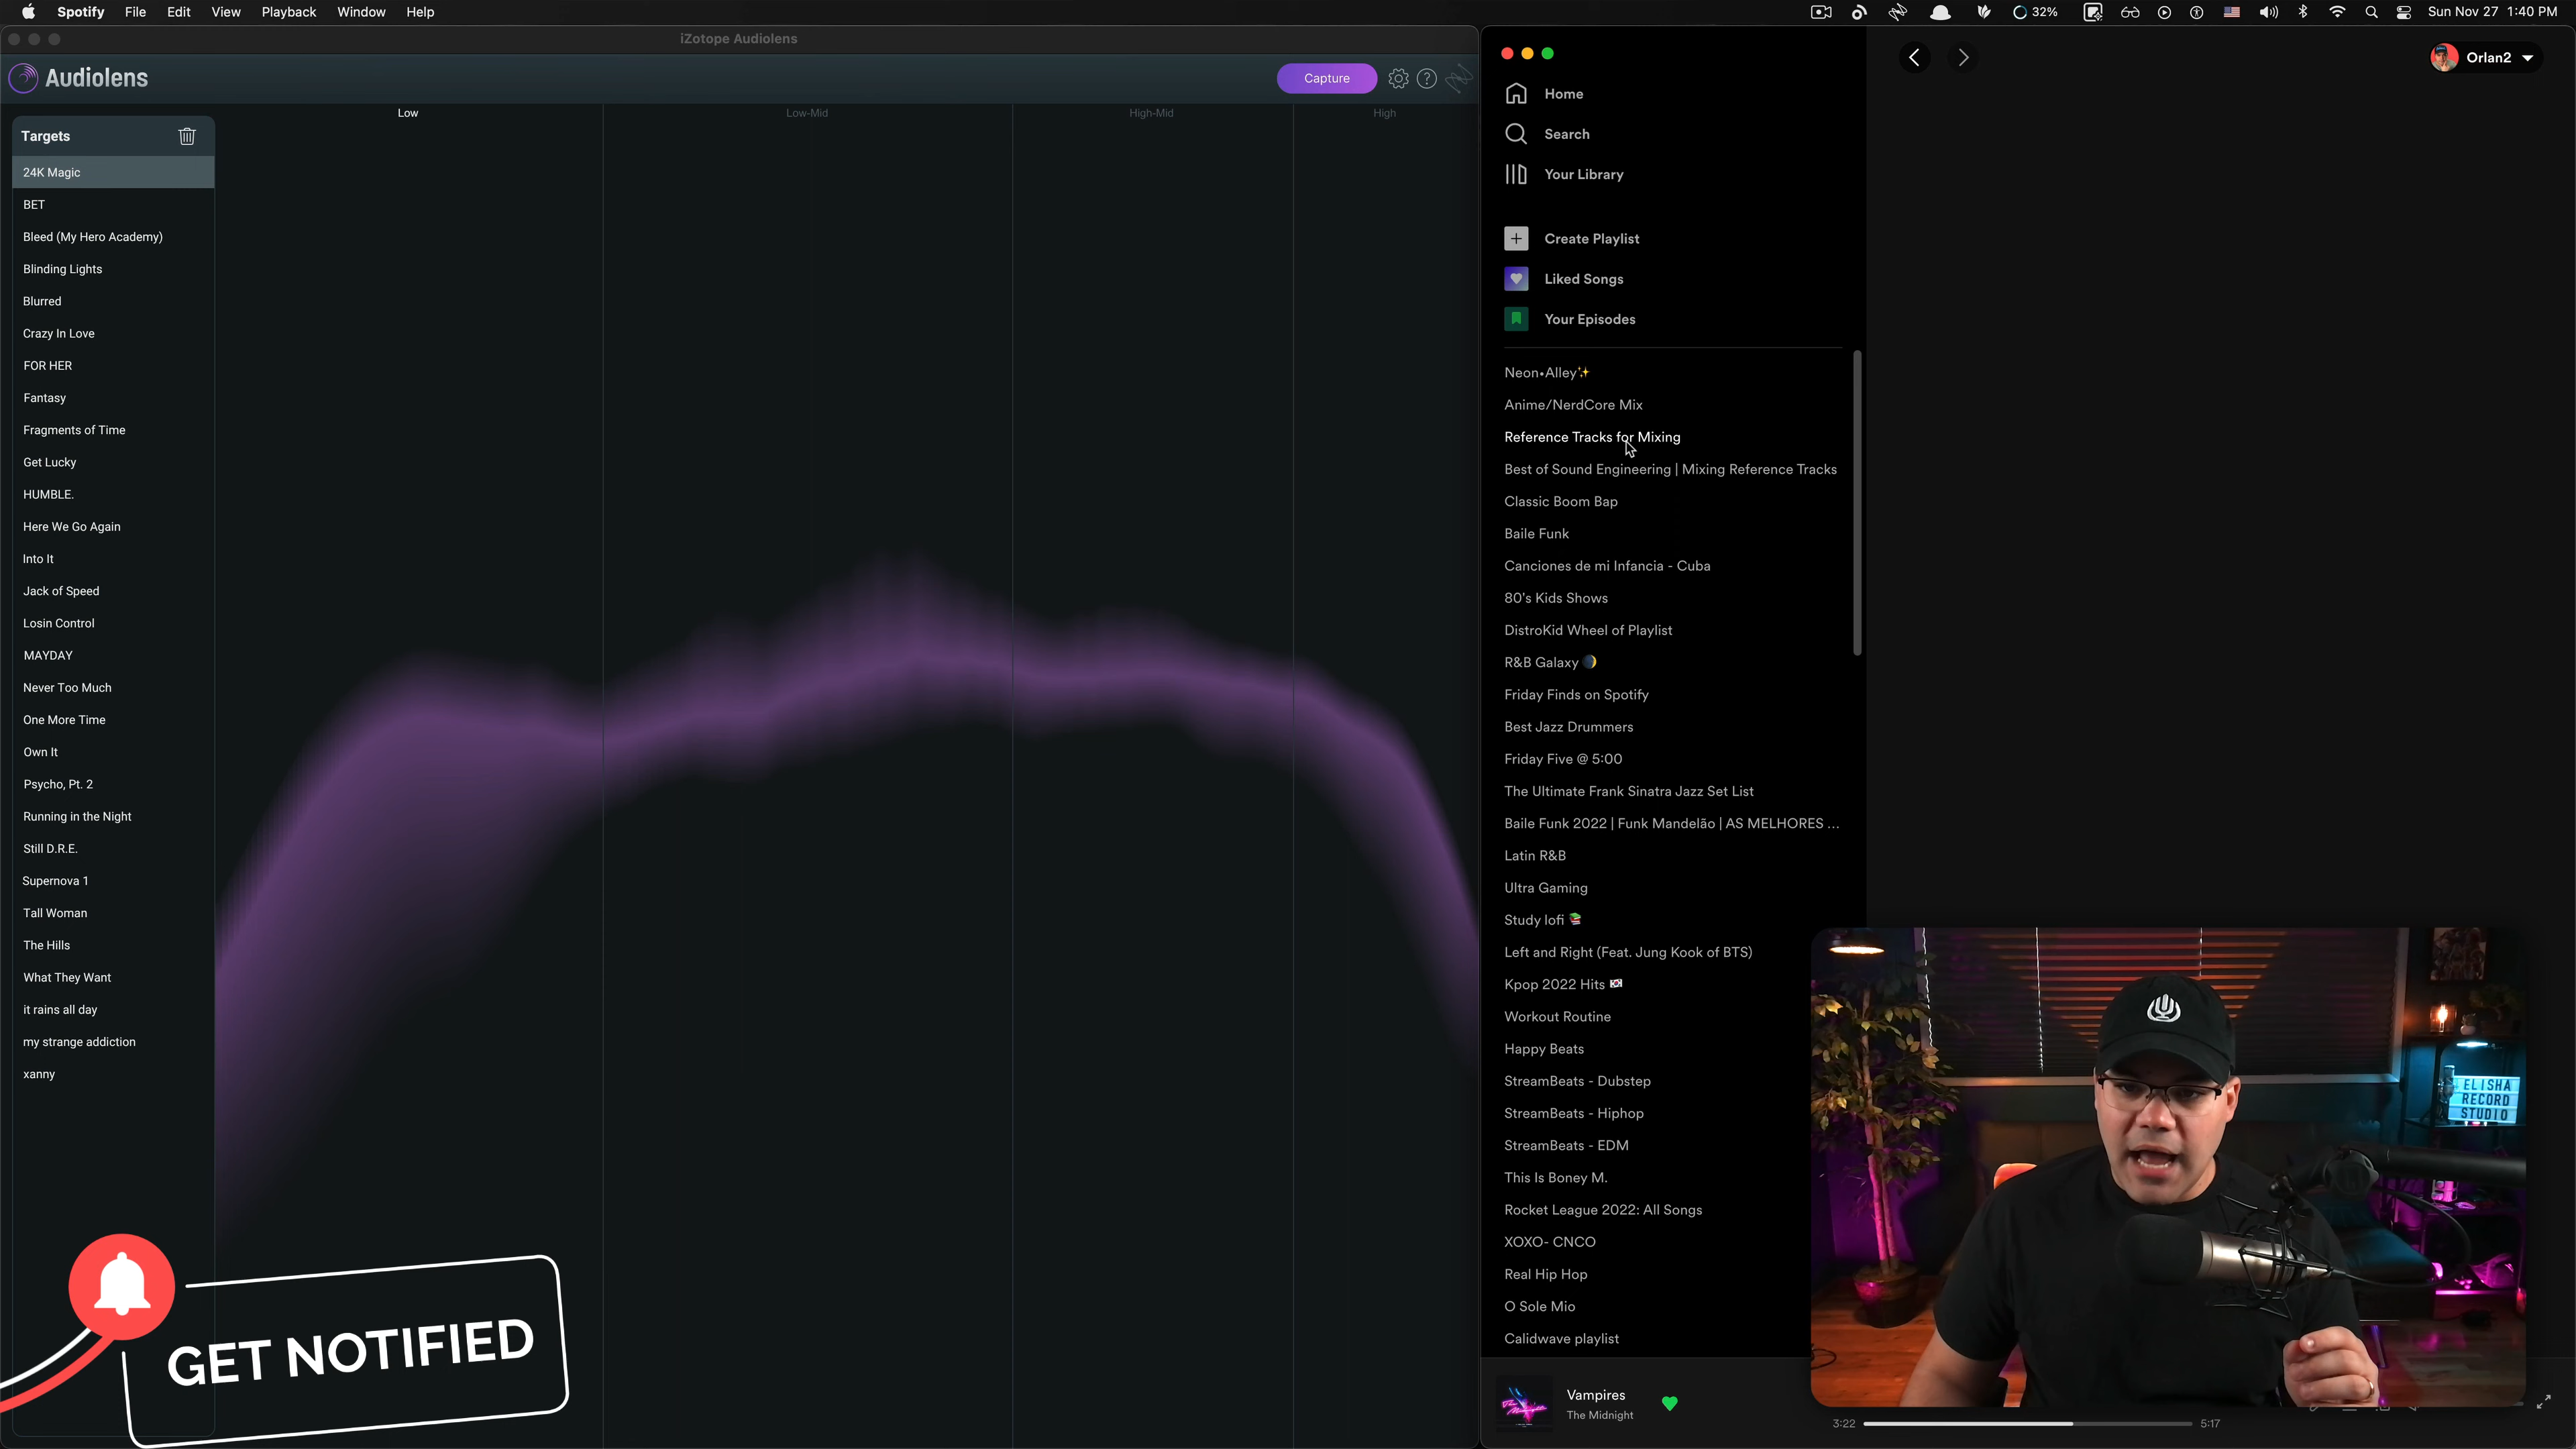 Spotify File Edit View Playback Window Help
32%
Sun Nov 27 1:40 PM
iZotope Audiolens
Audiolens
Capture
Low
Low-Mid
High-Mid
High
Targets
24K Magic
BET
Bleed (My Hero Academy)
Blinding Lights
Blurred
Crazy In Love
FOR HER
Fantasy
Fragments of Time
Get Lucky
HUMBLE.
Here We Go Again
Into It
Jack of Speed
Losin Control
MAYDAY
Never Too Much
One More Time
Own It
Psycho, Pt. 2
Running in the Night
Still D.R.E.
Supernova 1
Tall Woman
The Hills
What They Want
it rains all day
my strange addiction
xanny
GET NOTIFIED
Orlan2
Home
Search
Your Library
Create Playlist
Liked Songs
Your Episodes
Neon•Alley✨
Anime/NerdCore Mix
Reference Tracks for Mixing
Best of Sound Engineering | Mixing Reference Tracks
Classic Boom Bap
Baile Funk
Canciones de mi Infancia - Cuba
80's Kids Shows
DistroKid Wheel of Playlist
R&B Galaxy 🌒
Friday Finds on Spotify
Best Jazz Drummers
Friday Five @ 5:00
The Ultimate Frank Sinatra Jazz Set List
Baile Funk 2022 | Funk Mandelão | AS MELHORES ...
Latin R&B
Ultra Gaming
Study lofi 📚
Left and Right (Feat. Jung Kook of BTS)
Kpop 2022 Hits 🇰🇷
Workout Routine
Happy Beats
StreamBeats - Dubstep
StreamBeats - Hiphop
StreamBeats - EDM
This Is Boney M.
Rocket League 2022: All Songs
XOXO- CNCO
Real Hip Hop
O Sole Mio
Calidwave playlist
ELISHA
RECORD
STUDIO
Vampires
The Midnight
3:22
5:17